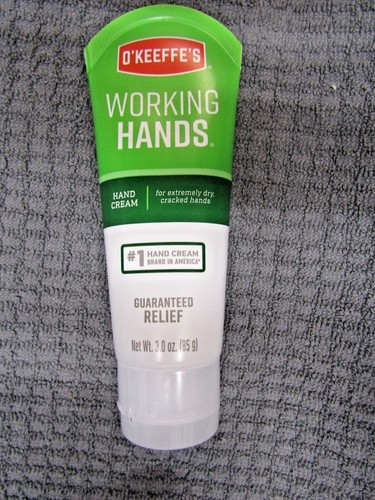 O'KEEFFE'S®
WORKING
HANDS®
HAND
CREAM
for extremely dry,
cracked hands
#1 HAND CREAM
BRAND IN AMERICA*
GUARANTEED
RELIEF
Net Wt. 3.0 oz. (85 g)